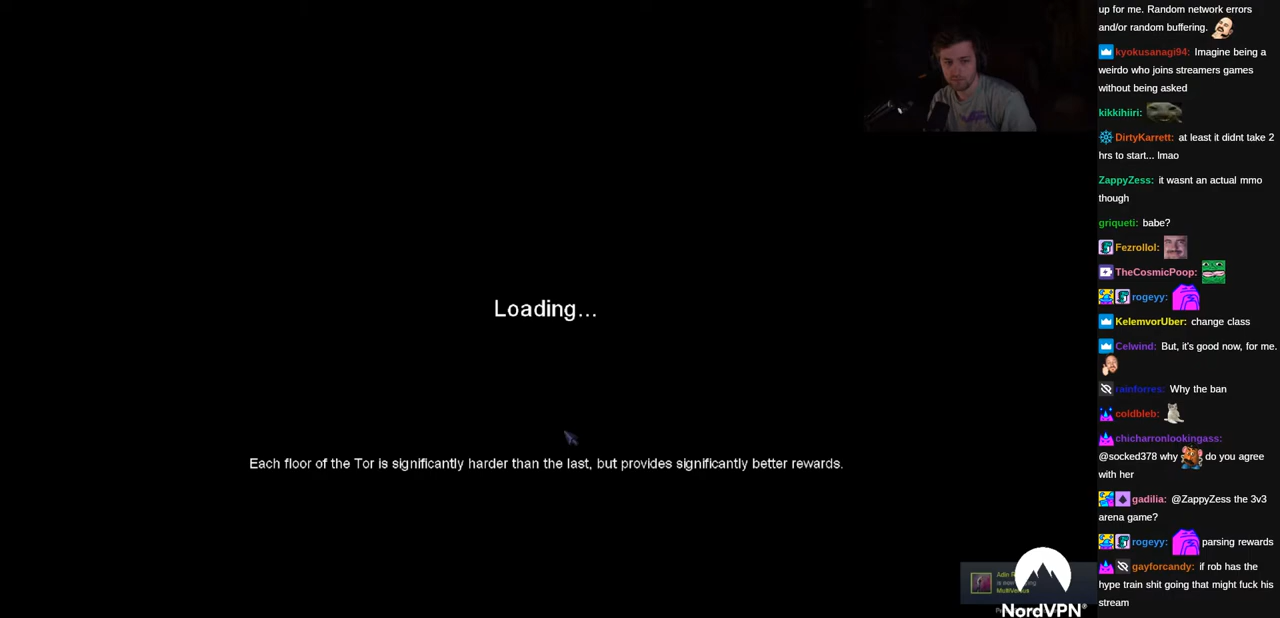 up for me. Random network errors
and/or random buffering.
kyokusanagi94: Imagine being a
weirdo who joins streamers games
without being asked
kikkihiiri:
DirtyKarrett: at least it didnt take 2
hrs to start... lmao
ZappyZess: it wasnt an actual mmo
though
griqueti: babe?
Fezrollol:
TheCosmicPoop:
rogeyy:
KelemvorUber: change class
Celwind: But, it's good now, for me.
rainforres: Why the ban
coldbleb:
chicharronlookingass:
@socked378 why do you agree
with her
gadilia: @ZappyZess the 3v3
arena game?
rogeyy: parsing rewards
gayforcandy: if rob has the
hype train shit going that might fuck his
stream
Loading...
Each floor of the Tor is significantly harder than the last, but provides significantly better rewards.
Adin
MultiVersus
NordVPN®